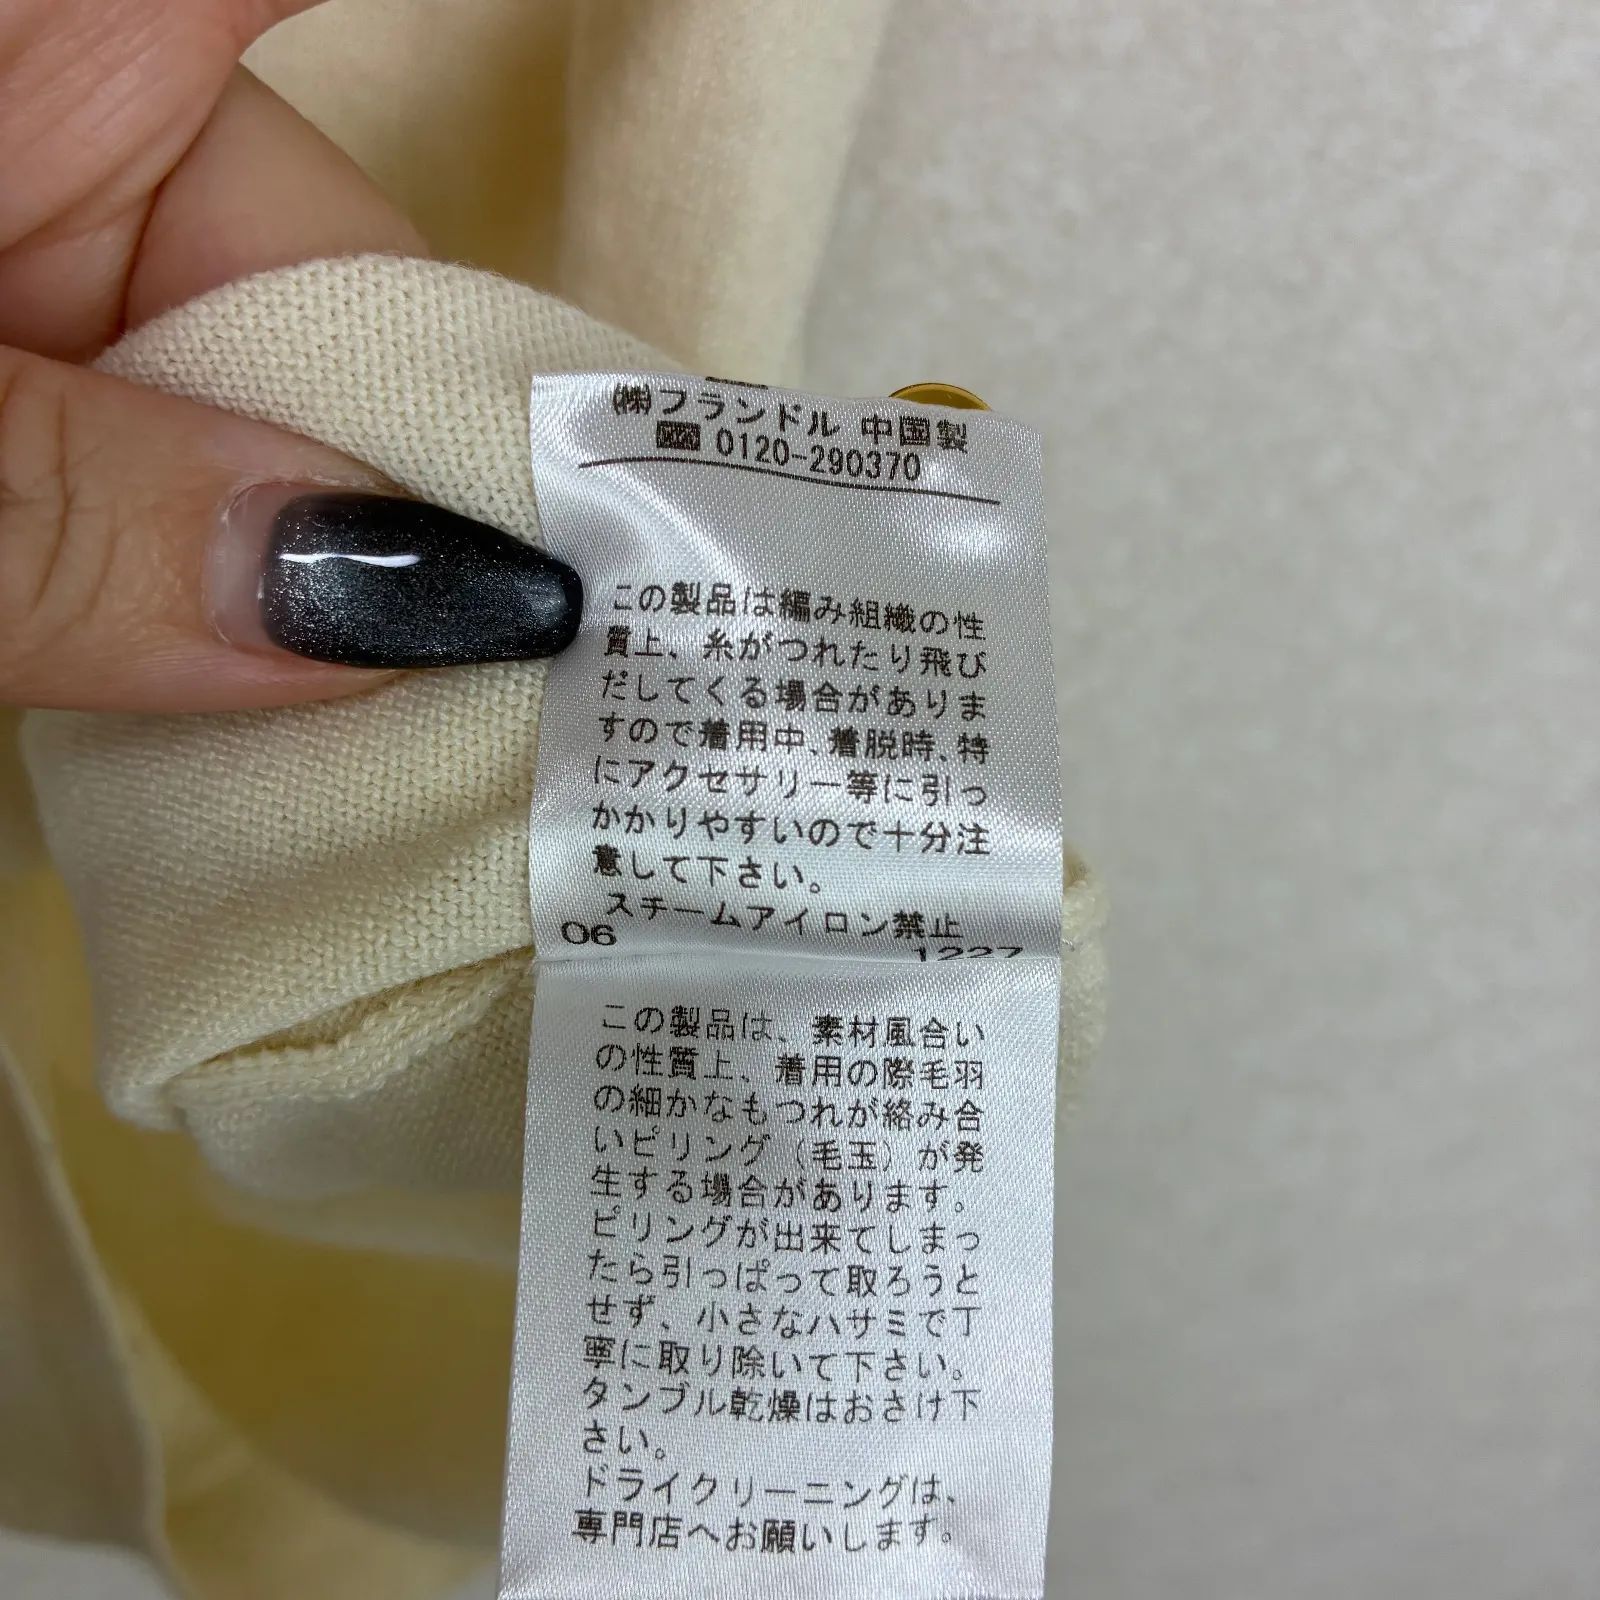 ㈱フランドル 中国製
0120-290370
この製品は編み組織の性
質上、糸がつれたり飛び
だしてくる場合がありま
すので着用中、着脱時、特
にアクセサリー等に引っ
かかりやすいので十分注
意して下さい。
スチームアイロン禁止
06 1227
この製品は、素材風合い
の性質上、着用の際毛羽
の細かなもつれが絡み合
いピリング（毛玉）が発
生する場合があります。
ピリングが出来てしまっ
たら引っぱって取ろうと
せず、小さなハサミで丁
寧に取り除いて下さい。
タンブル乾燥はおさけ下
さい。
ドライクリーニングは、
専門店へお願いします。